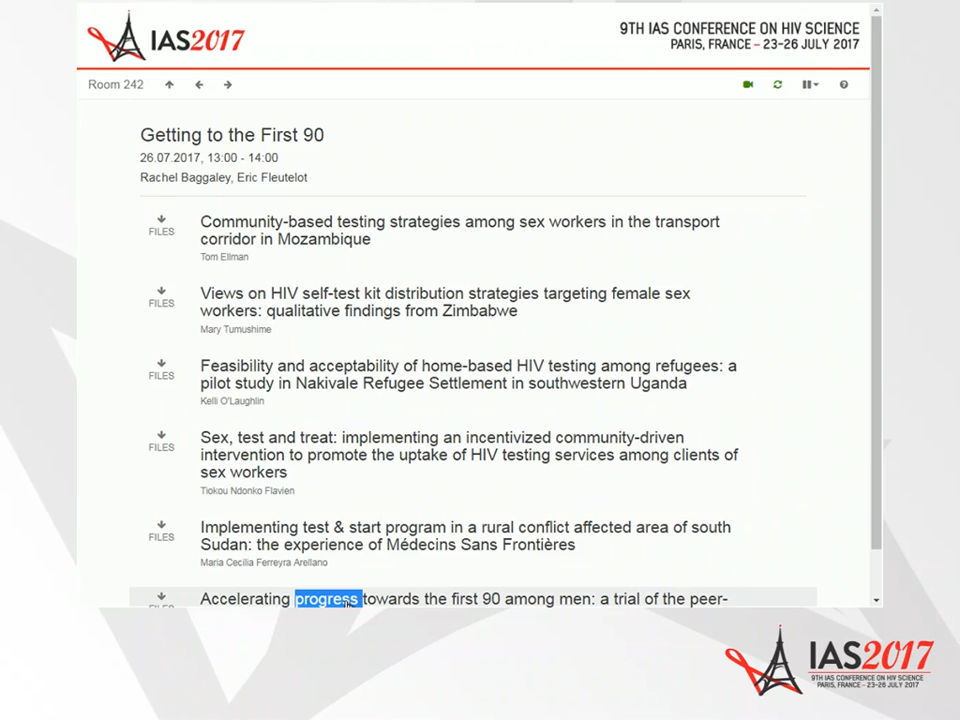 IAS2017
9TH IAS CONFERENCE ON HIV SCIENCE
PARIS, FRANCE – 23-26 JULY 2017
Room 242
Getting to the First 90
26.07.2017, 13:00 - 14:00
Rachel Baggaley, Eric Fleutelot
FILES
Community-based testing strategies among sex workers in the transport
corridor in Mozambique
Tom Ellman
FILES
Views on HIV self-test kit distribution strategies targeting female sex
workers: qualitative findings from Zimbabwe
Mary Tumushime
FILES
Feasibility and acceptability of home-based HIV testing among refugees: a
pilot study in Nakivale Refugee Settlement in southwestern Uganda
Kelli O'Laughlin
FILES
Sex, test and treat: implementing an incentivized community-driven
intervention to promote the uptake of HIV testing services among clients of
sex workers
Tiokou Ndonko Flavien
FILES
Implementing test & start program in a rural conflict affected area of south
Sudan: the experience of Médecins Sans Frontières
Maria Cecilia Ferreyra Arellano
FILES
Accelerating progress towards the first 90 among men: a trial of the peer-
IAS2017
9TH IAS CONFERENCE ON HIV SCIENCE
PARIS, FRANCE – 23-26 JULY 2017